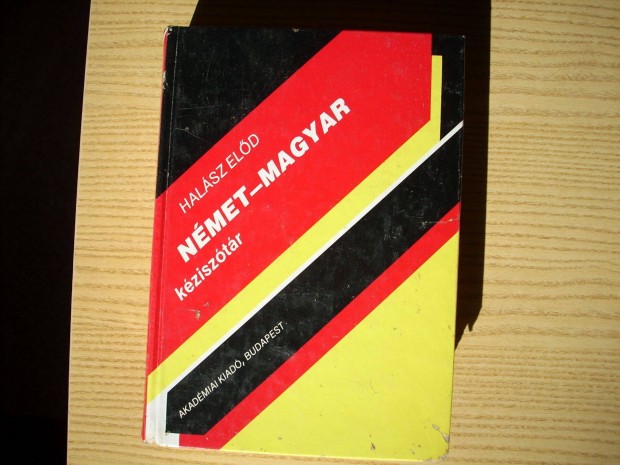 HALÁSZ ELŐD
NÉMET–MAGYAR
kéziszótár
AKADÉMIAI KIADÓ, BUDAPEST